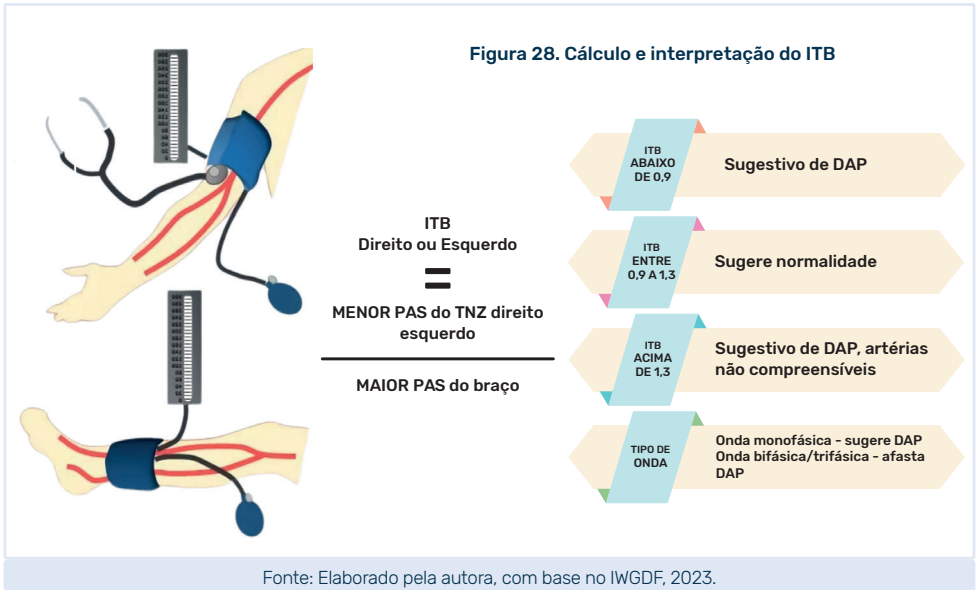 Figura 28. Cálculo e interpretação do ITB
ITB
Direito ou Esquerdo
=
MENOR PAS do TNZ direito
esquerdo
MAIOR PAS do braço
ITB
ABAIXO
DE 0,9
Sugestivo de DAP
ITB
ENTRE
0,9 A 1,3
Sugere normalidade
ITB
ACIMA
DE 1,3
Sugestivo de DAP, artérias
não compreensíveis
TIPO DE
ONDA
Onda monofásica - sugere DAP
Onda bifásica/trifásica - afasta
DAP
Fonte: Elaborado pela autora, com base no IWGDF, 2023.